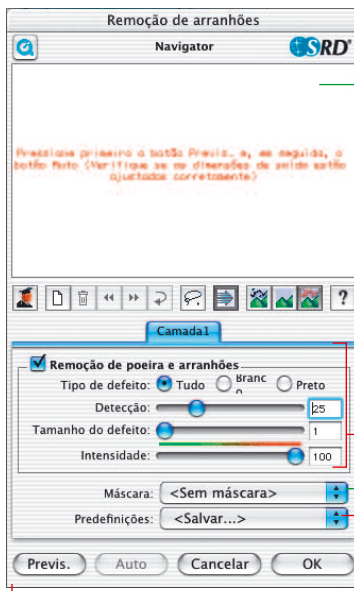 Remoção de arranhões
Navigator
SRD
Pressione primeiro o botão Previs. e, em seguida, o
botão Auto (Verifique se as dimensões de saída estão
ajustadas corretamente)
?
Camada1
Remoção de poeira e arranhões
Tipo de defeito: Tudo Branco Preto
Detecção: 25
Tamanho do defeito: 1
Intensidade: 100
Máscara: <Sem máscara>
Predefinições: <Salvar...>
Previs. Auto Cancelar OK